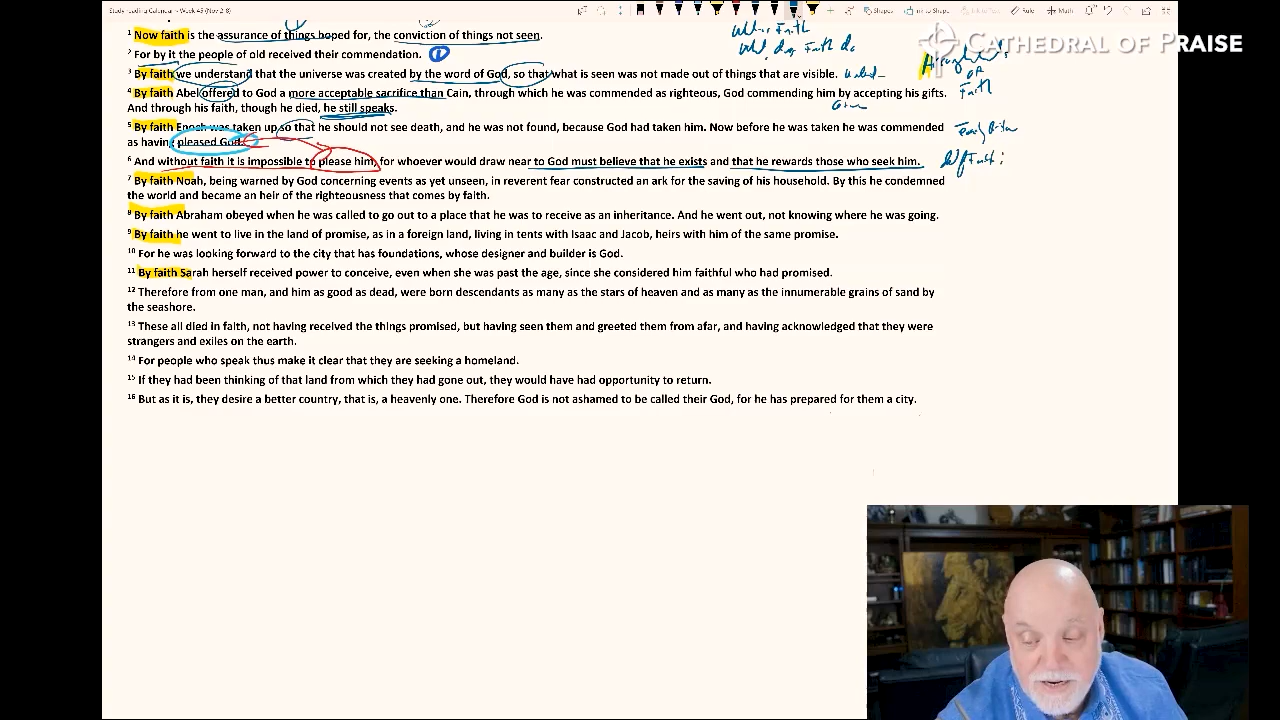 Study reading Calendar - Week 45 (Nov 2-8)
Shapes
Ink to Shape
Ink to Text
Rule
Math
CATHEDRAL OF PRAISE
1 Now faith is the assurance of things hoped for, the conviction of things not seen.
2 For by it the people of old received their commendation. 1
3 By faith we understand that the universe was created by the word of God, so that what is seen was not made out of things that are visible.
4 By faith Abel offered to God a more acceptable sacrifice than Cain, through which he was commended as righteous, God commending him by accepting his gifts.
And through his faith, though he died, he still speaks.
5 By faith Enoch was taken up so that he should not see death, and he was not found, because God had taken him. Now before he was taken he was commended
as having pleased God.
6 And without faith it is impossible to please him, for whoever would draw near to God must believe that he exists and that he rewards those who seek him.
7 By faith Noah, being warned by God concerning events as yet unseen, in reverent fear constructed an ark for the saving of his household. By this he condemned
the world and became an heir of the righteousness that comes by faith.
8 By faith Abraham obeyed when he was called to go out to a place that he was to receive as an inheritance. And he went out, not knowing where he was going.
9 By faith he went to live in the land of promise, as in a foreign land, living in tents with Isaac and Jacob, heirs with him of the same promise.
10 For he was looking forward to the city that has foundations, whose designer and builder is God.
11 By faith Sarah herself received power to conceive, even when she was past the age, since she considered him faithful who had promised.
12 Therefore from one man, and him as good as dead, were born descendants as many as the stars of heaven and as many as the innumerable grains of sand by
the seashore.
13 These all died in faith, not having received the things promised, but having seen them and greeted them from afar, and having acknowledged that they were
strangers and exiles on the earth.
14 For people who speak thus make it clear that they are seeking a homeland.
15 If they had been thinking of that land from which they had gone out, they would have had opportunity to return.
16 But as it is, they desire a better country, that is, a heavenly one. Therefore God is not ashamed to be called their God, for he has prepared for them a city.
Faith
Faith
of
Faith
Faith